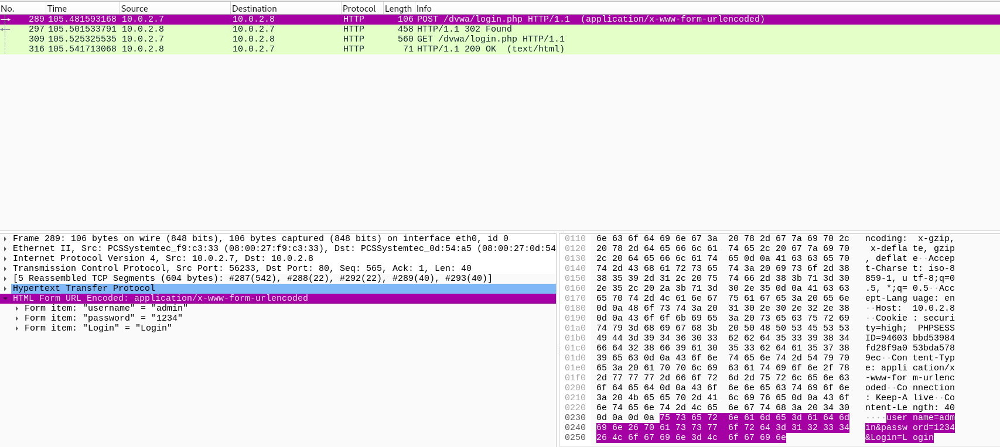 No. Time Source Destination Protocol Length Info
289 105.481593168 10.0.2.7 10.0.2.8 HTTP 106 POST /dvwa/login.php HTTP/1.1  (application/x-www-form-urlencoded)
297 105.501533791 10.0.2.8 10.0.2.7 HTTP 458 HTTP/1.1 302 Found
309 105.525325535 10.0.2.7 10.0.2.8 HTTP 560 GET /dvwa/login.php HTTP/1.1
316 105.541713068 10.0.2.8 10.0.2.7 HTTP 71 HTTP/1.1 200 OK  (text/html)
Frame 289: 106 bytes on wire (848 bits), 106 bytes captured (848 bits) on interface eth0, id 0
Ethernet II, Src: PCSSystemtec_f9:c3:33 (08:00:27:f9:c3:33), Dst: PCSSystemtec_0d:54:a5 (08:00:27:0d:54
Internet Protocol Version 4, Src: 10.0.2.7, Dst: 10.0.2.8
Transmission Control Protocol, Src Port: 56233, Dst Port: 80, Seq: 565, Ack: 1, Len: 40
[5 Reassembled TCP Segments (604 bytes): #287(542), #288(22), #292(22), #289(40), #293(40)]
Hypertext Transfer Protocol
HTML Form URL Encoded: application/x-www-form-urlencoded
Form item: "username" = "admin"
Form item: "password" = "1234"
Form item: "Login" = "Login"
0110 6e 63 6f 64 69 6e 67 3a 20 78 2d 67 7a 69 70 2c ncoding:  x-gzip,
0120 20 78 2d 64 65 66 6c 61 74 65 2c 20 67 7a 69 70  x-defla te, gzip
0130 2c 20 64 65 66 6c 61 74 65 0d 0a 41 63 63 65 70 , deflat e··Accep
0140 74 2d 43 68 61 72 73 65 74 3a 20 69 73 6f 2d 38 t-Charse t: iso-8
0150 38 35 39 2d 31 2c 20 75 74 66 2d 38 3b 71 3d 30 859-1, u tf-8;q=0
0160 2e 35 2c 20 2a 3b 71 3d 30 2e 35 0d 0a 41 63 63 .5, *;q= 0.5··Acc
0170 65 70 74 2d 4c 61 6e 67 75 61 67 65 3a 20 65 6e ept-Lang uage: en
0180 0d 0a 48 6f 73 74 3a 20 31 30 2e 30 2e 32 2e 38 ··Host:  10.0.2.8
0190 0d 0a 43 6f 6f 6b 69 65 3a 20 73 65 63 75 72 69 ··Cookie : securi
01a0 74 79 3d 68 69 67 68 3b 20 50 48 50 53 45 53 53 ty=high;  PHPSESS
01b0 49 44 3d 39 34 36 30 33 62 62 64 35 33 39 38 34 ID=94603 bbd53984
01c0 66 64 32 38 66 39 61 30 35 33 62 64 61 35 37 38 fd28f9a0 53bda578
01d0 39 65 63 0d 0a 43 6f 6e 74 65 6e 74 2d 54 79 70 9ec··Con tent-Typ
01e0 65 3a 20 61 70 70 6c 69 63 61 74 69 6f 6e 2f 78 e: appli cation/x
01f0 2d 77 77 77 2d 66 6f 72 6d 2d 75 72 6c 65 6e 63 -www-for m-urlenc
0200 6f 64 65 64 0d 0a 43 6f 6e 6e 65 63 74 69 6f 6e oded··Co nnection
0210 3a 20 4b 65 65 70 2d 41 6c 69 76 65 0d 0a 43 6f : Keep-A live··Co
0220 6e 74 65 6e 74 2d 4c 65 6e 67 74 68 3a 20 34 30 ntent-Le ngth: 40
0230 0d 0a 0d 0a 75 73 65 72 6e 61 6d 65 3d 61 64 6d ····user name=adm
0240 69 6e 26 70 61 73 73 77 6f 72 64 3d 31 32 33 34 in&passw ord=1234
0250 26 4c 6f 67 69 6e 3d 4c 6f 67 69 6e &Login=L ogin